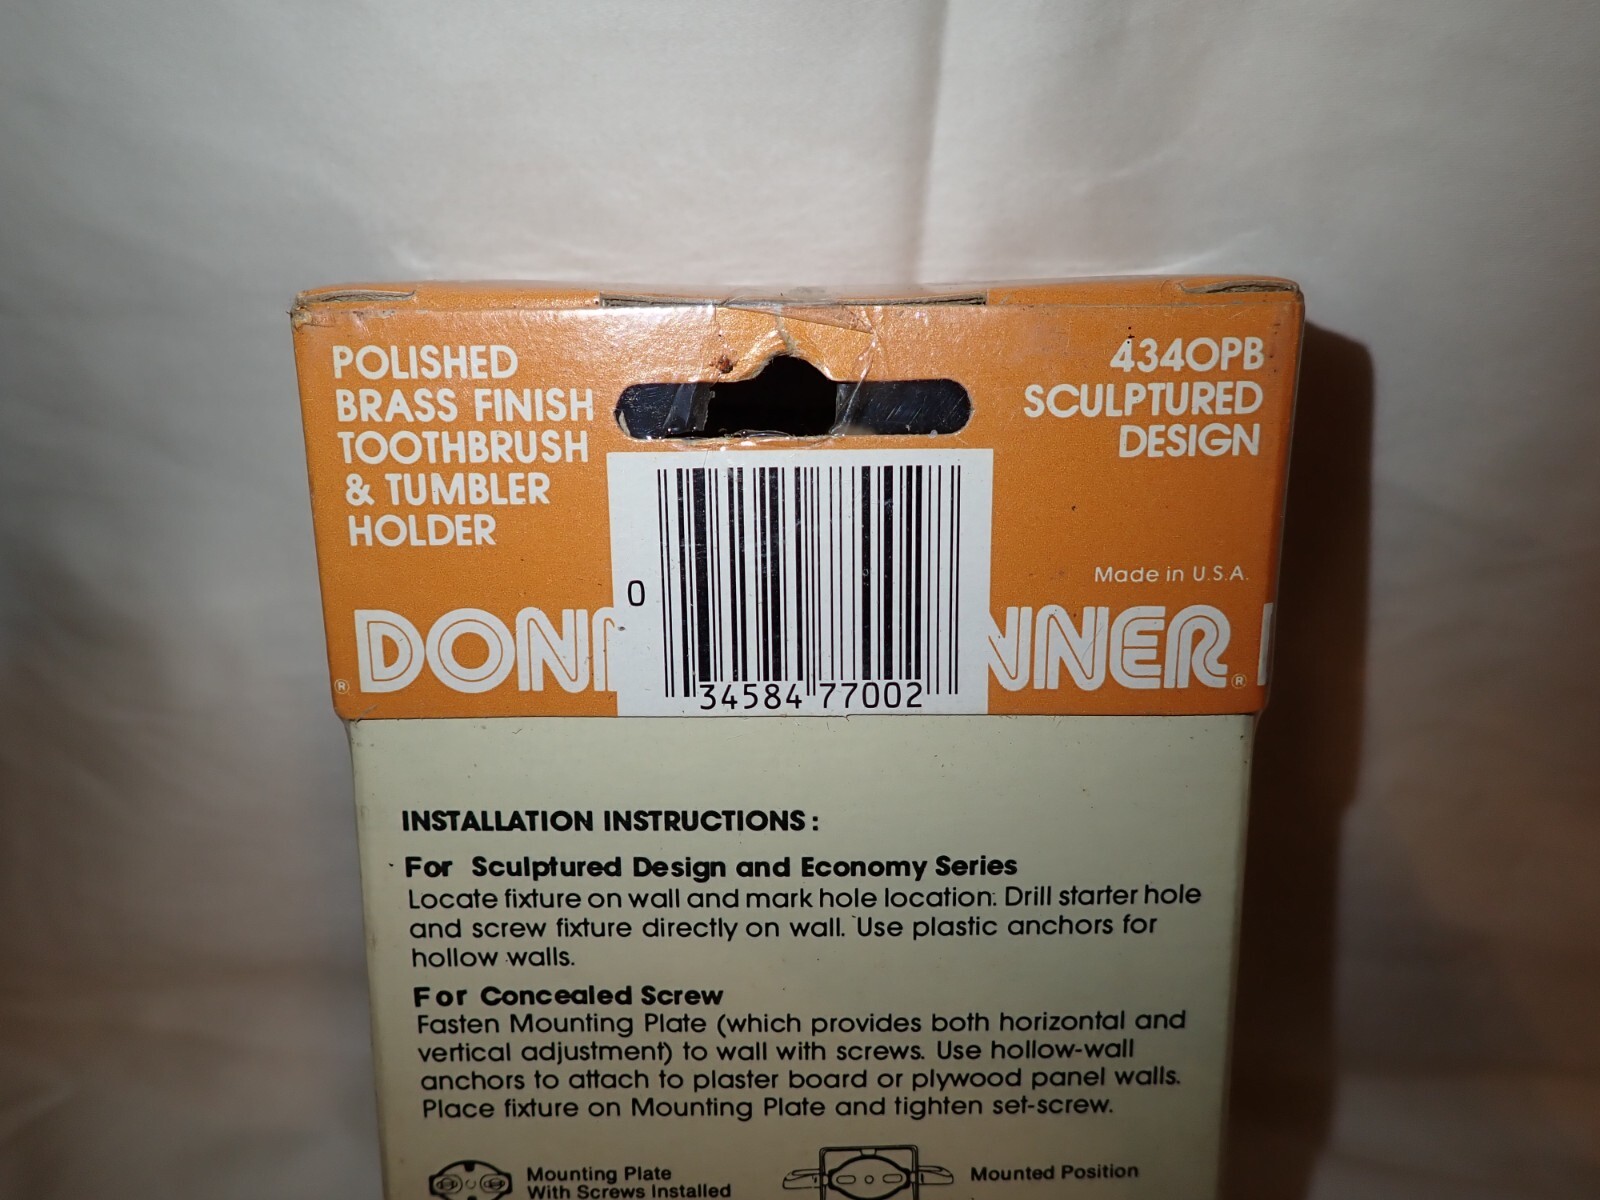 POLISHED
BRASS FINISH
TOOTHBRUSH
& TUMBLER
HOLDER
4340PB
SCULPTURED
DESIGN
Made in U.S.A.
0
34584 77002
® DONNER ®
INSTALLATION INSTRUCTIONS:
For Sculptured Design and Economy Series
Locate fixture on wall and mark hole location. Drill starter hole
and screw fixture directly on wall. Use plastic anchors for
hollow walls.
For Concealed Screw
Fasten Mounting Plate (which provides both horizontal and
vertical adjustment) to wall with screws. Use hollow-wall
anchors to attach to plaster board or plywood panel walls.
Place fixture on Mounting Plate and tighten set-screw.
Mounting Plate
With Screws Installed
Mounted Position